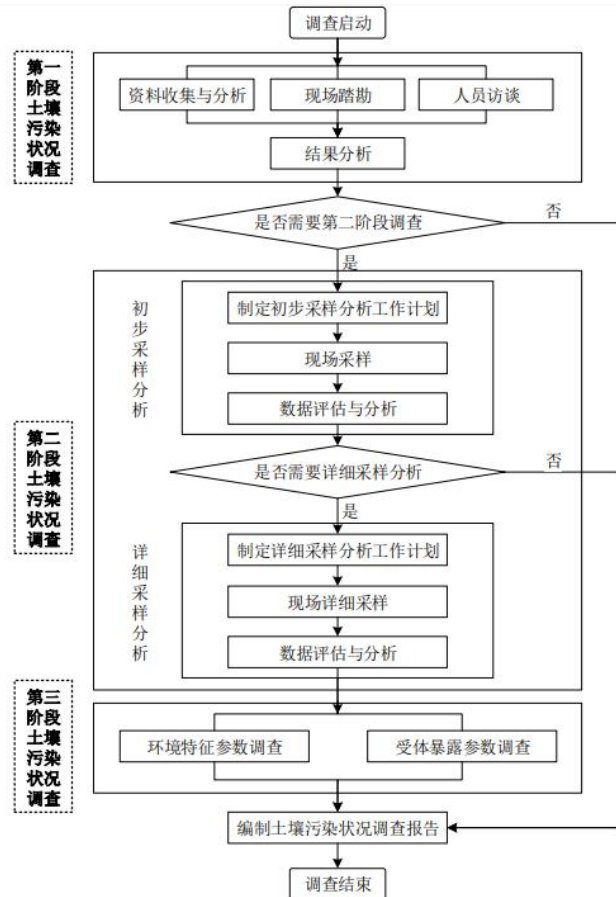 调查启动
第一
阶段
土壤
污染
状况
调查
资料收集与分析
现场踏勘
人员访谈
结果分析
是否需要第二阶段调查
否
是
初步采样分析
制定初步采样分析工作计划
现场采样
数据评估与分析
第二
阶段
土壤
污染
状况
调查
是否需要详细采样分析
否
是
详细采样分析
制定详细采样分析工作计划
现场详细采样
数据评估与分析
第三
阶段
土壤
污染
状况
调查
环境特征参数调查
受体暴露参数调查
编制土壤污染状况调查报告
调查结束